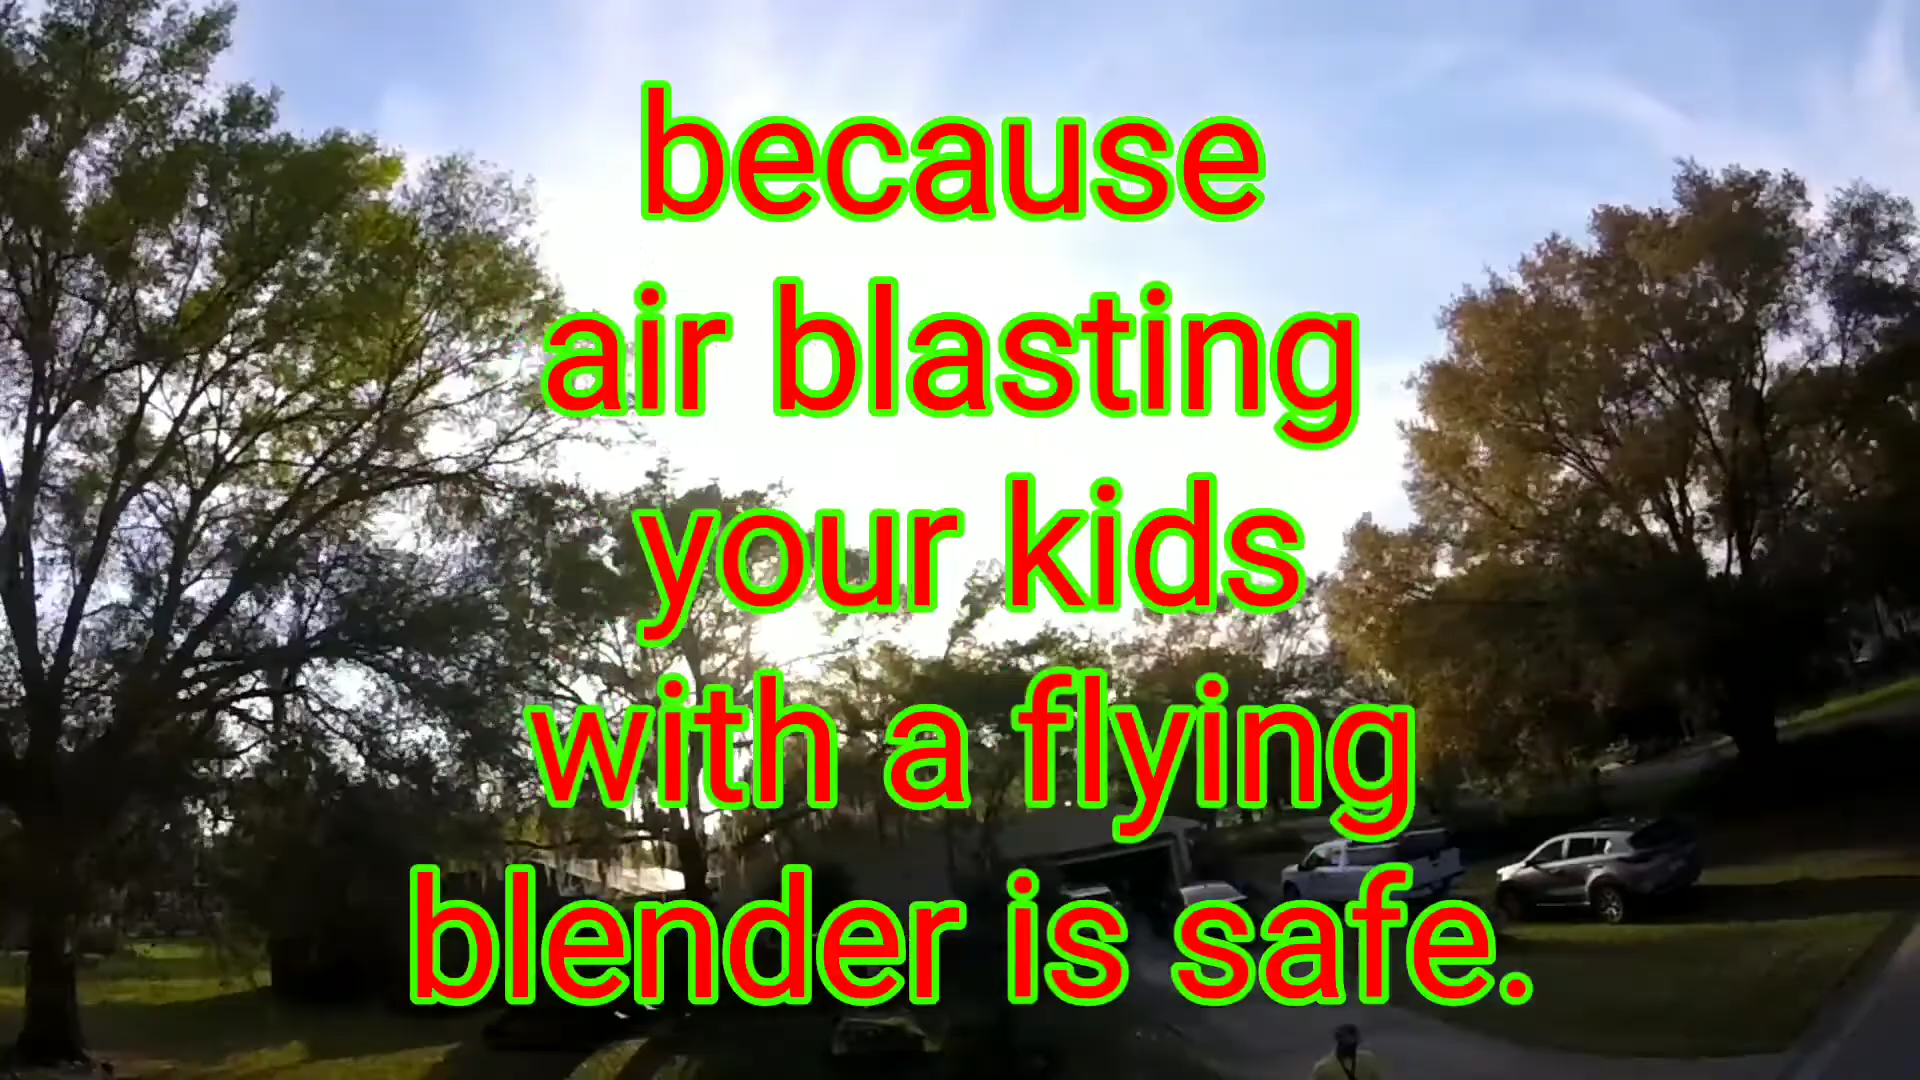 because
air blasting
your kids
with a flying
blender is safe.